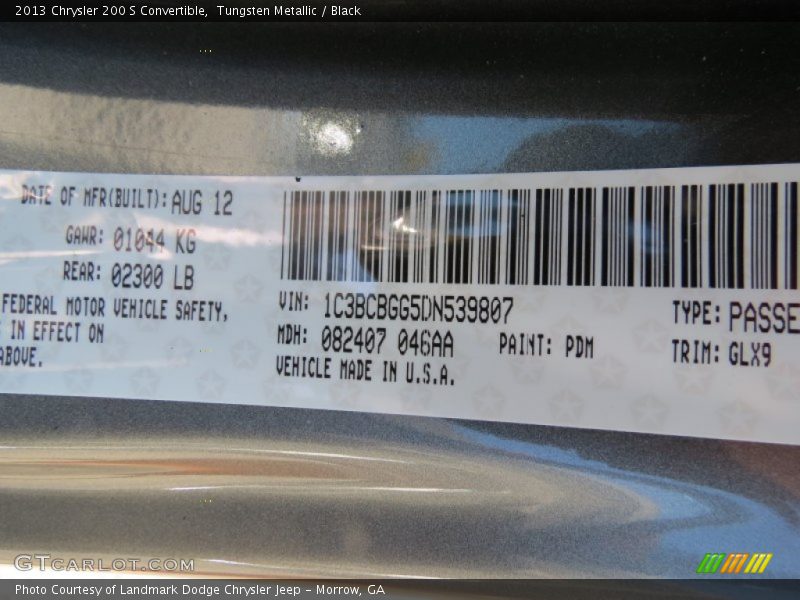 2013 Chrysler 200 S Convertible,  Tungsten Metallic / Black
DATE OF MFR(BUILT): AUG 12
GAWR: 01044 KG
REAR: 02300 LB
FEDERAL MOTOR VEHICLE SAFETY,
IN EFFECT ON
ABOVE.
VIN: 1C3BCBGG5DN539807
MDH: 082407 046AA PAINT: PDM
VEHICLE MADE IN U.S.A.
TYPE: PASSE
TRIM: GLX9
GTCARLOT.COM
Photo Courtesy of Landmark Dodge Chrysler Jeep – Morrow, GA